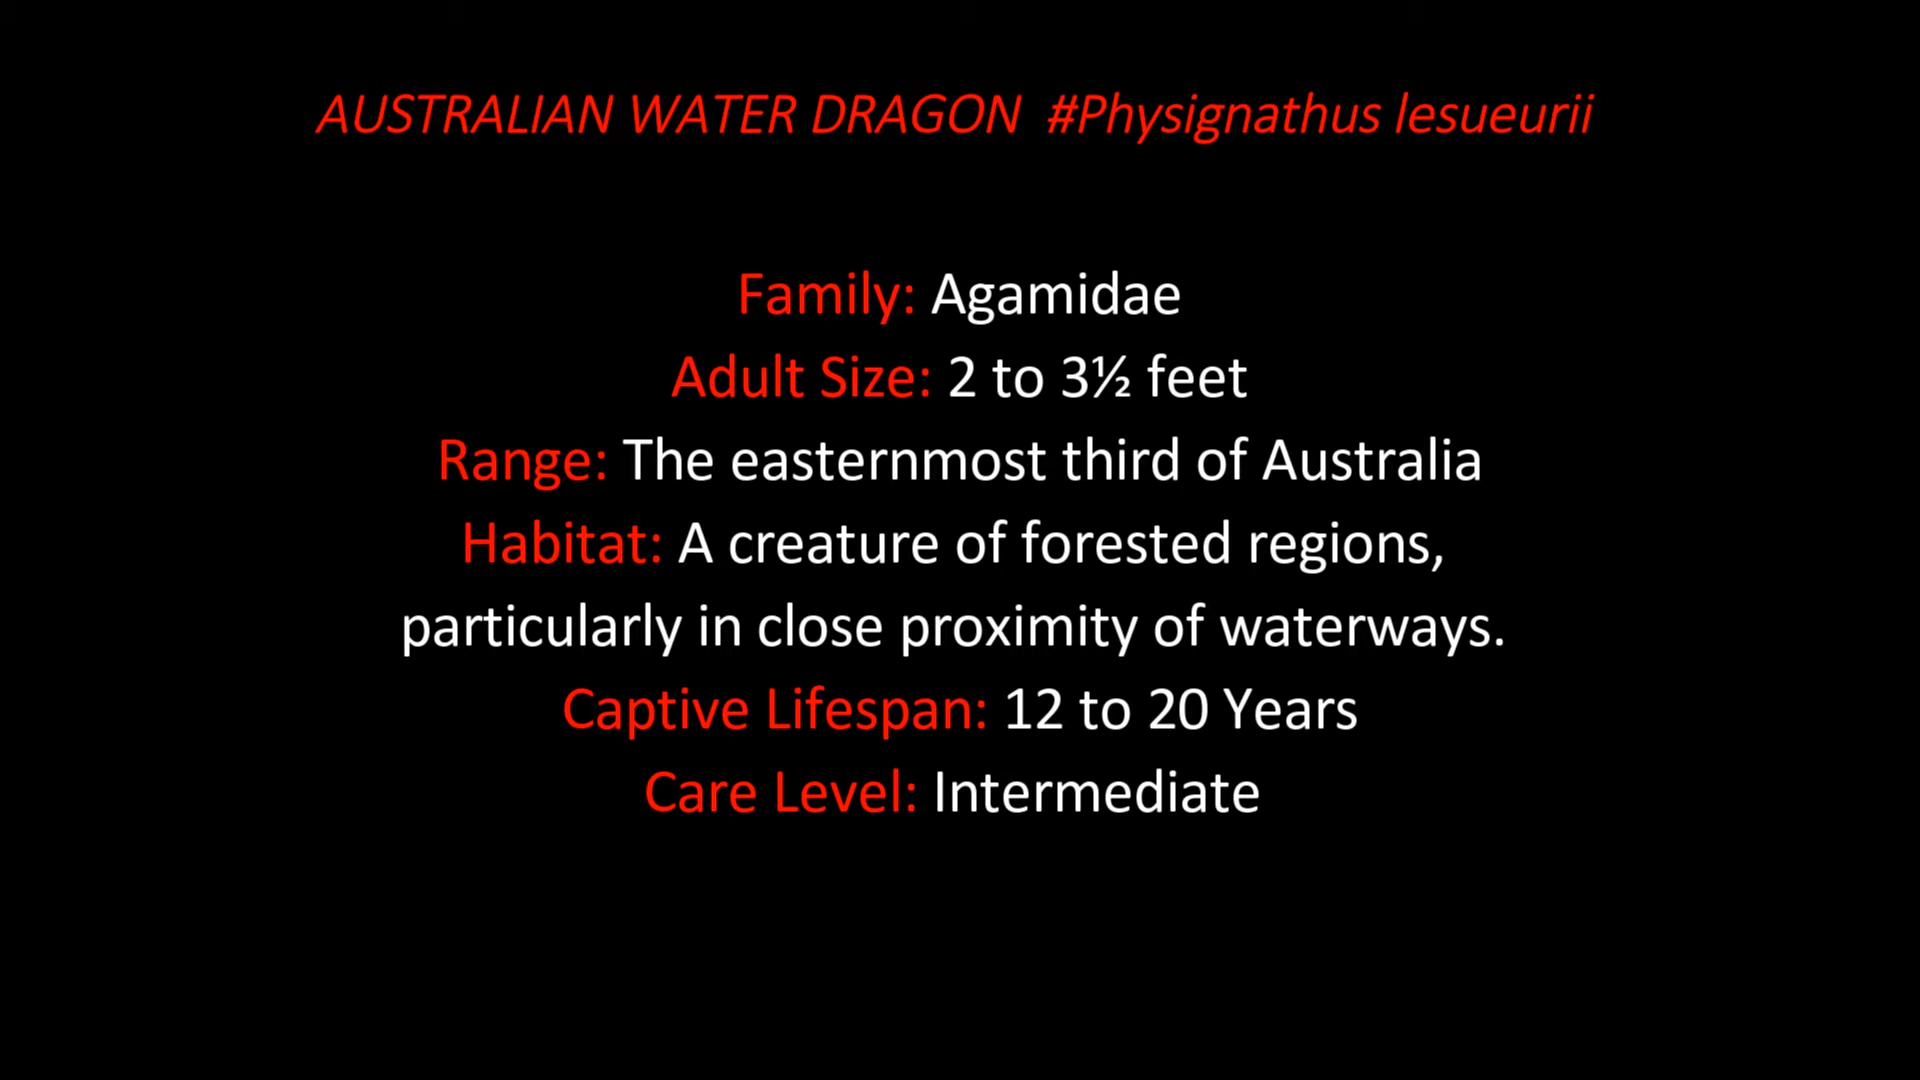 AUSTRALIAN WATER DRAGON #Physignathus lesueurii
Family: Agamidae
Adult Size: 2 to 3½ feet
Range: The easternmost third of Australia
Habitat: A creature of forested regions,
particularly in close proximity of waterways.
Captive Lifespan: 12 to 20 Years
Care Level: Intermediate